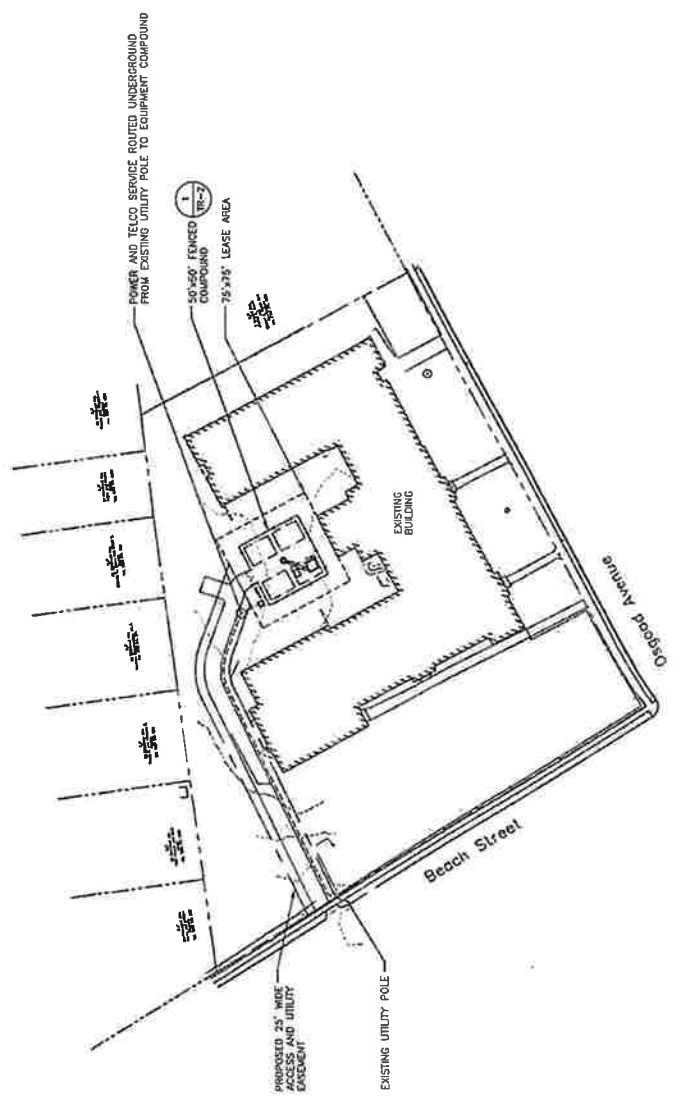 POWER AND TELCO SERVICE ROUTED UNDERGROUND
FROM EXISTING UTILITY POLE TO EQUIPMENT COMPOUND
1
TR-2
50'x50' FENCED
COMPOUND
75'x75' LEASE AREA
EXISTING
BUILDING
Osgood Avenue
Beach Street
PROPOSED 25' WIDE
ACCESS AND UTILITY
EASEMENT
EXISTING UTILITY POLE